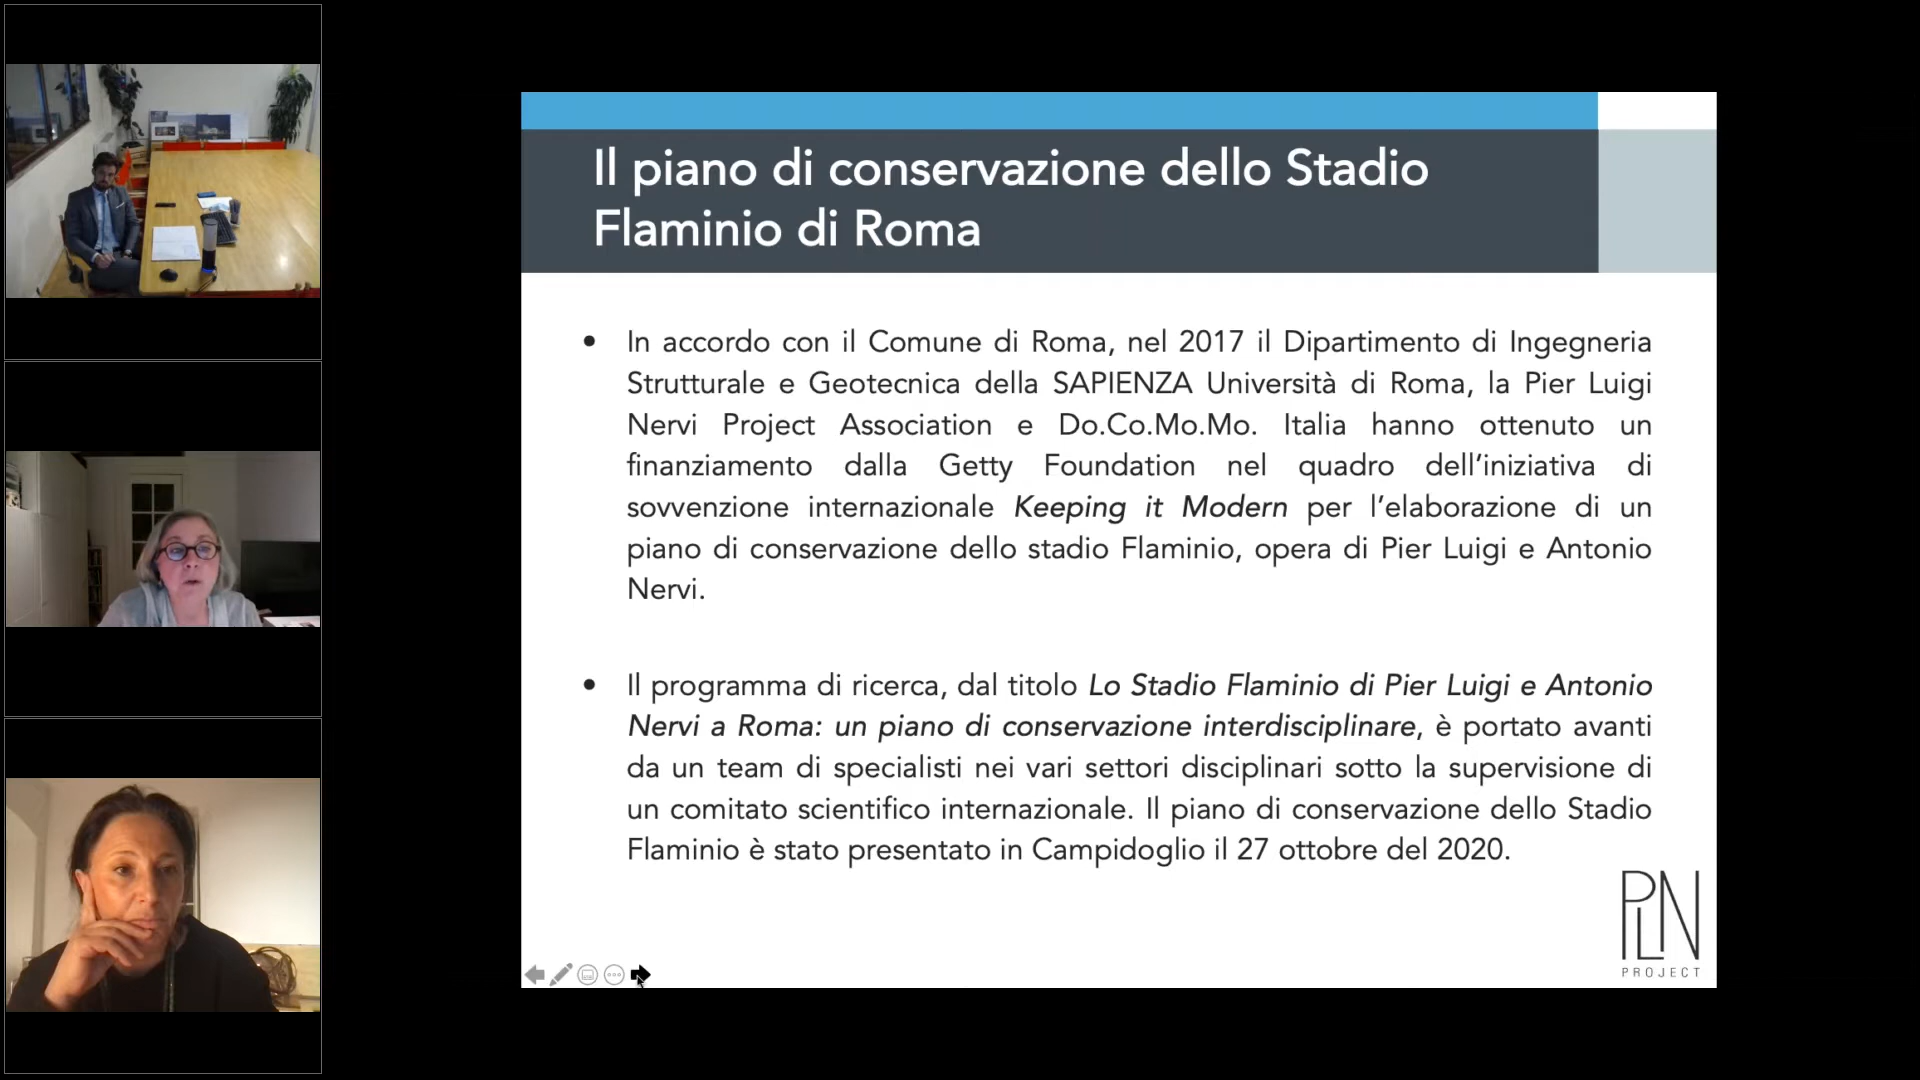 Il piano di conservazione dello Stadio
Flaminio di Roma
• In accordo con il Comune di Roma, nel 2017 il Dipartimento di Ingegneria
Strutturale e Geotecnica della SAPIENZA Università di Roma, la Pier Luigi
Nervi Project Association e Do.Co.Mo.Mo. Italia hanno ottenuto un
finanziamento dalla Getty Foundation nel quadro dell’iniziativa di
sovvenzione internazionale Keeping it Modern per l’elaborazione di un
piano di conservazione dello stadio Flaminio, opera di Pier Luigi e Antonio
Nervi.
• Il programma di ricerca, dal titolo Lo Stadio Flaminio di Pier Luigi e Antonio
Nervi a Roma: un piano di conservazione interdisciplinare, è portato avanti
da un team di specialisti nei vari settori disciplinari sotto la supervisione di
un comitato scientifico internazionale. Il piano di conservazione dello Stadio
Flaminio è stato presentato in Campidoglio il 27 ottobre del 2020.
PLN
PROJECT